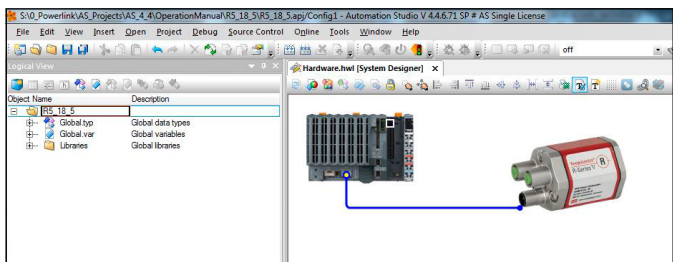 S:\0_Powerlink\AS_Projects\AS_4_4\OperationManual\R5_18_5\R5_18_5.apj/Config1 - Automation Studio V 4.4.6.71 SP # AS Single License
File Edit View Insert Open Project Debug Source Control Online Tools Window Help
off
Logical View
Hardware.hwl [System Designer] x
Object Name Description
R5_18_5
Global.typ Global data types
Global.var Global variables
Libraries Global libraries
Temposonics
R-Series V R